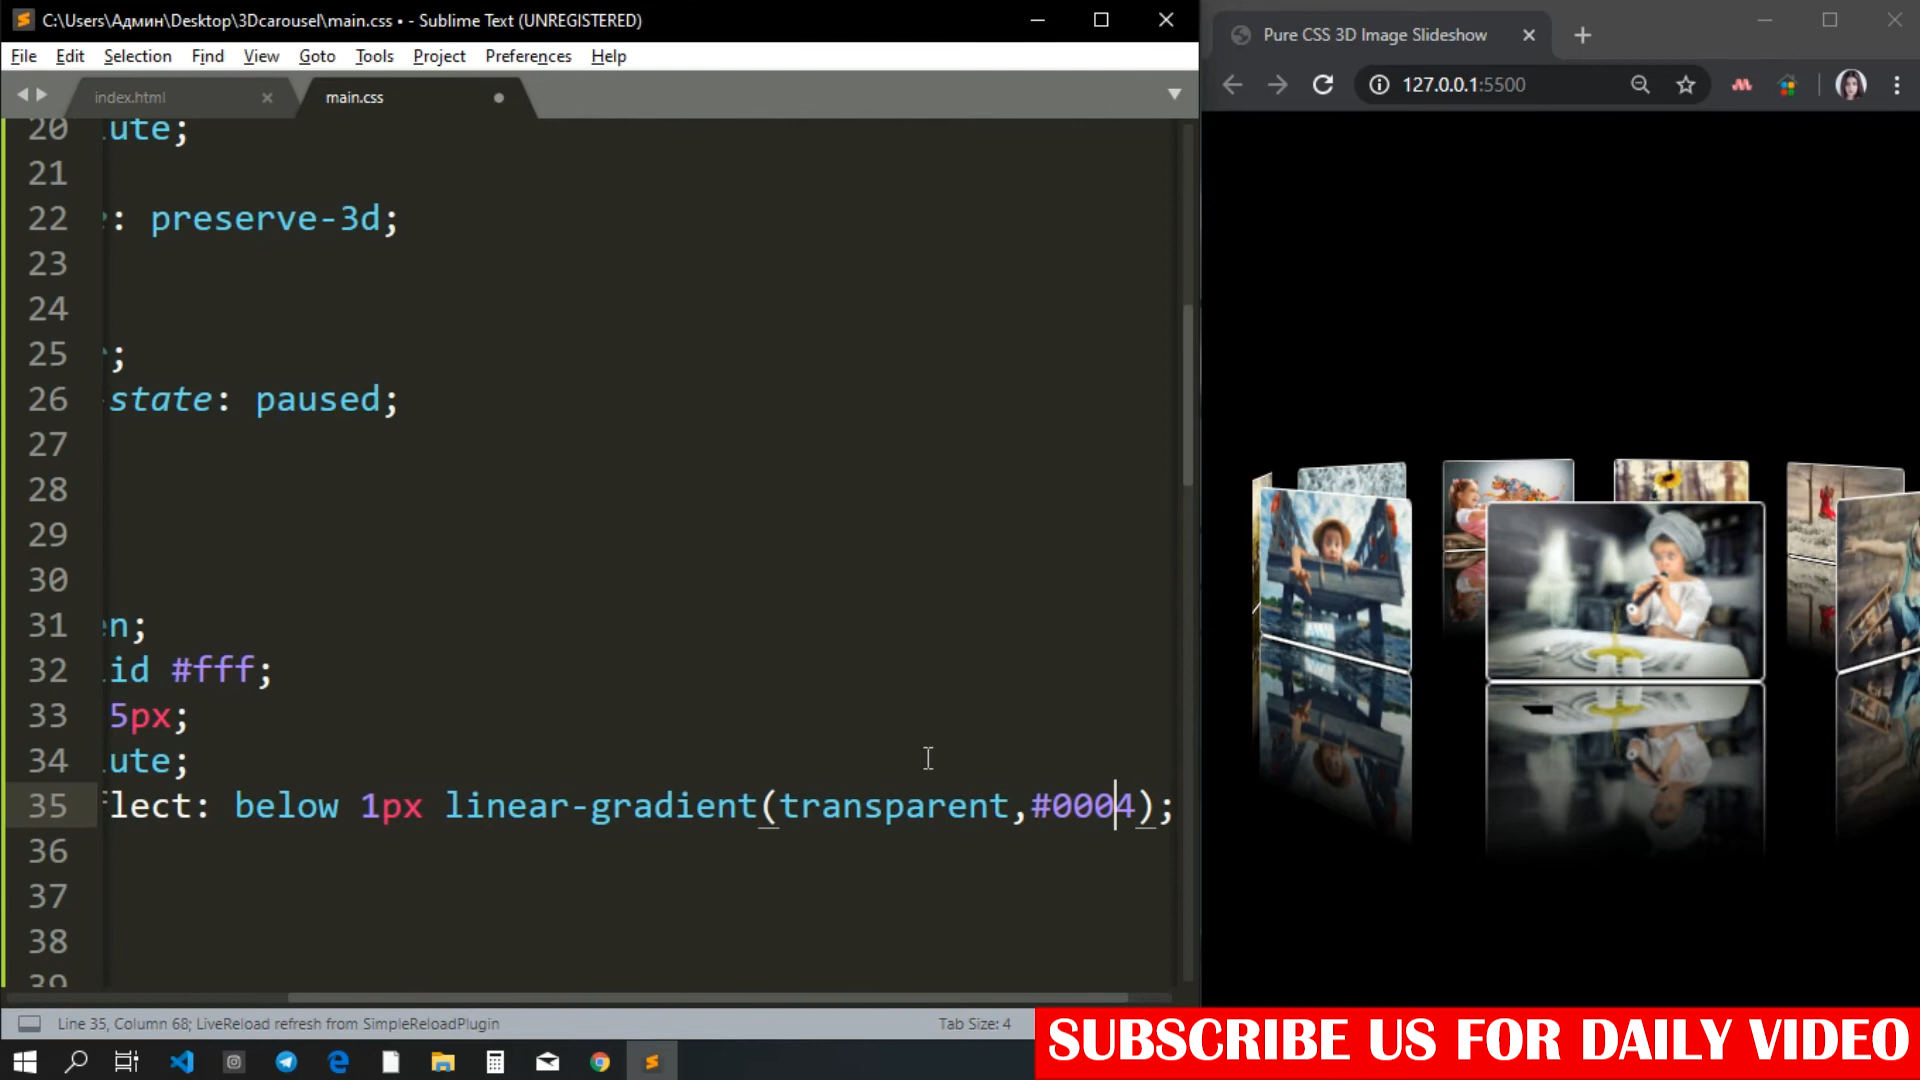 C:\Users\Админ\Desktop\3Dcarousel\main.css • - Sublime Text (UNREGISTERED)
File Edit Selection Find View Goto Tools Project Preferences Help
index.html
main.css
20 ute;
21
22 : preserve-3d;
23
24
25 ;
26 state: paused;
27
28
29
30
31 en;
32 id #fff;
33 5px;
34 ute;
35 flect: below 1px linear-gradient(transparent,#0004);
36
37
38
39
Line 35, Column 68; LiveReload refresh from SimpleReloadPlugin
Tab Size: 4
Pure CSS 3D Image Slideshow
127.0.0.1:5500
SUBSCRIBE US FOR DAILY VIDEO